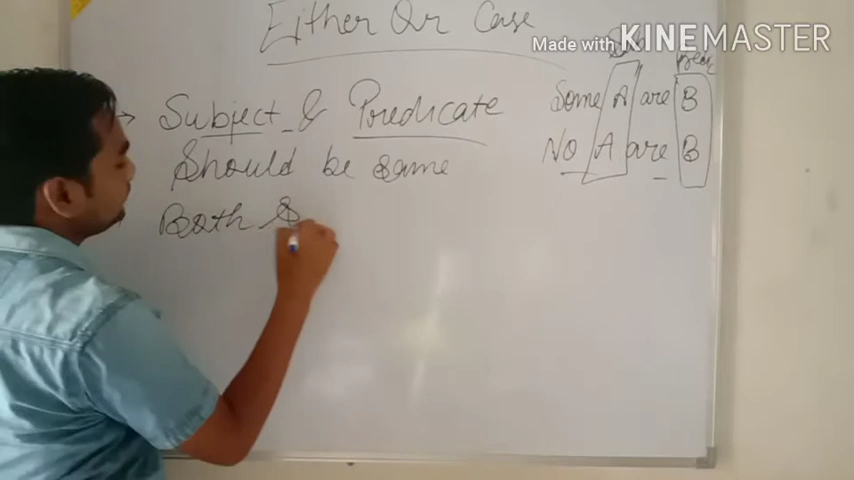 Either Or Case
Made with KINEMASTER
→ Subject & Predicate
Should be same
Both S
Some A are B
No A are B